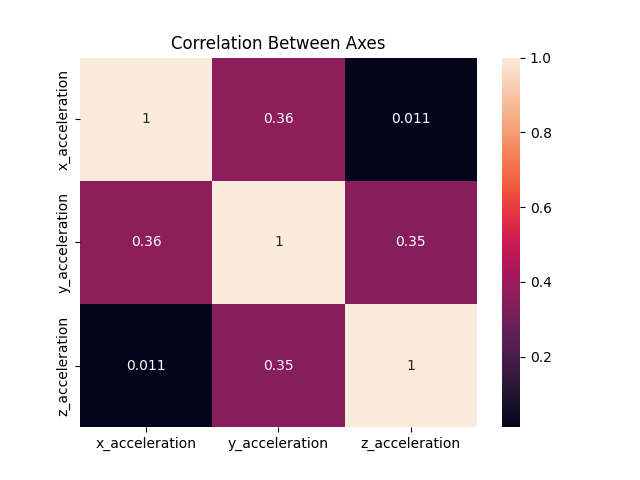 Correlation Between Axes
x_acceleration
1
0.36
0.011
1.0
0.8
y_acceleration
0.36
1
0.35
0.6
0.4
z_acceleration
0.011
0.35
1
0.2
x_acceleration
y_acceleration
z_acceleration